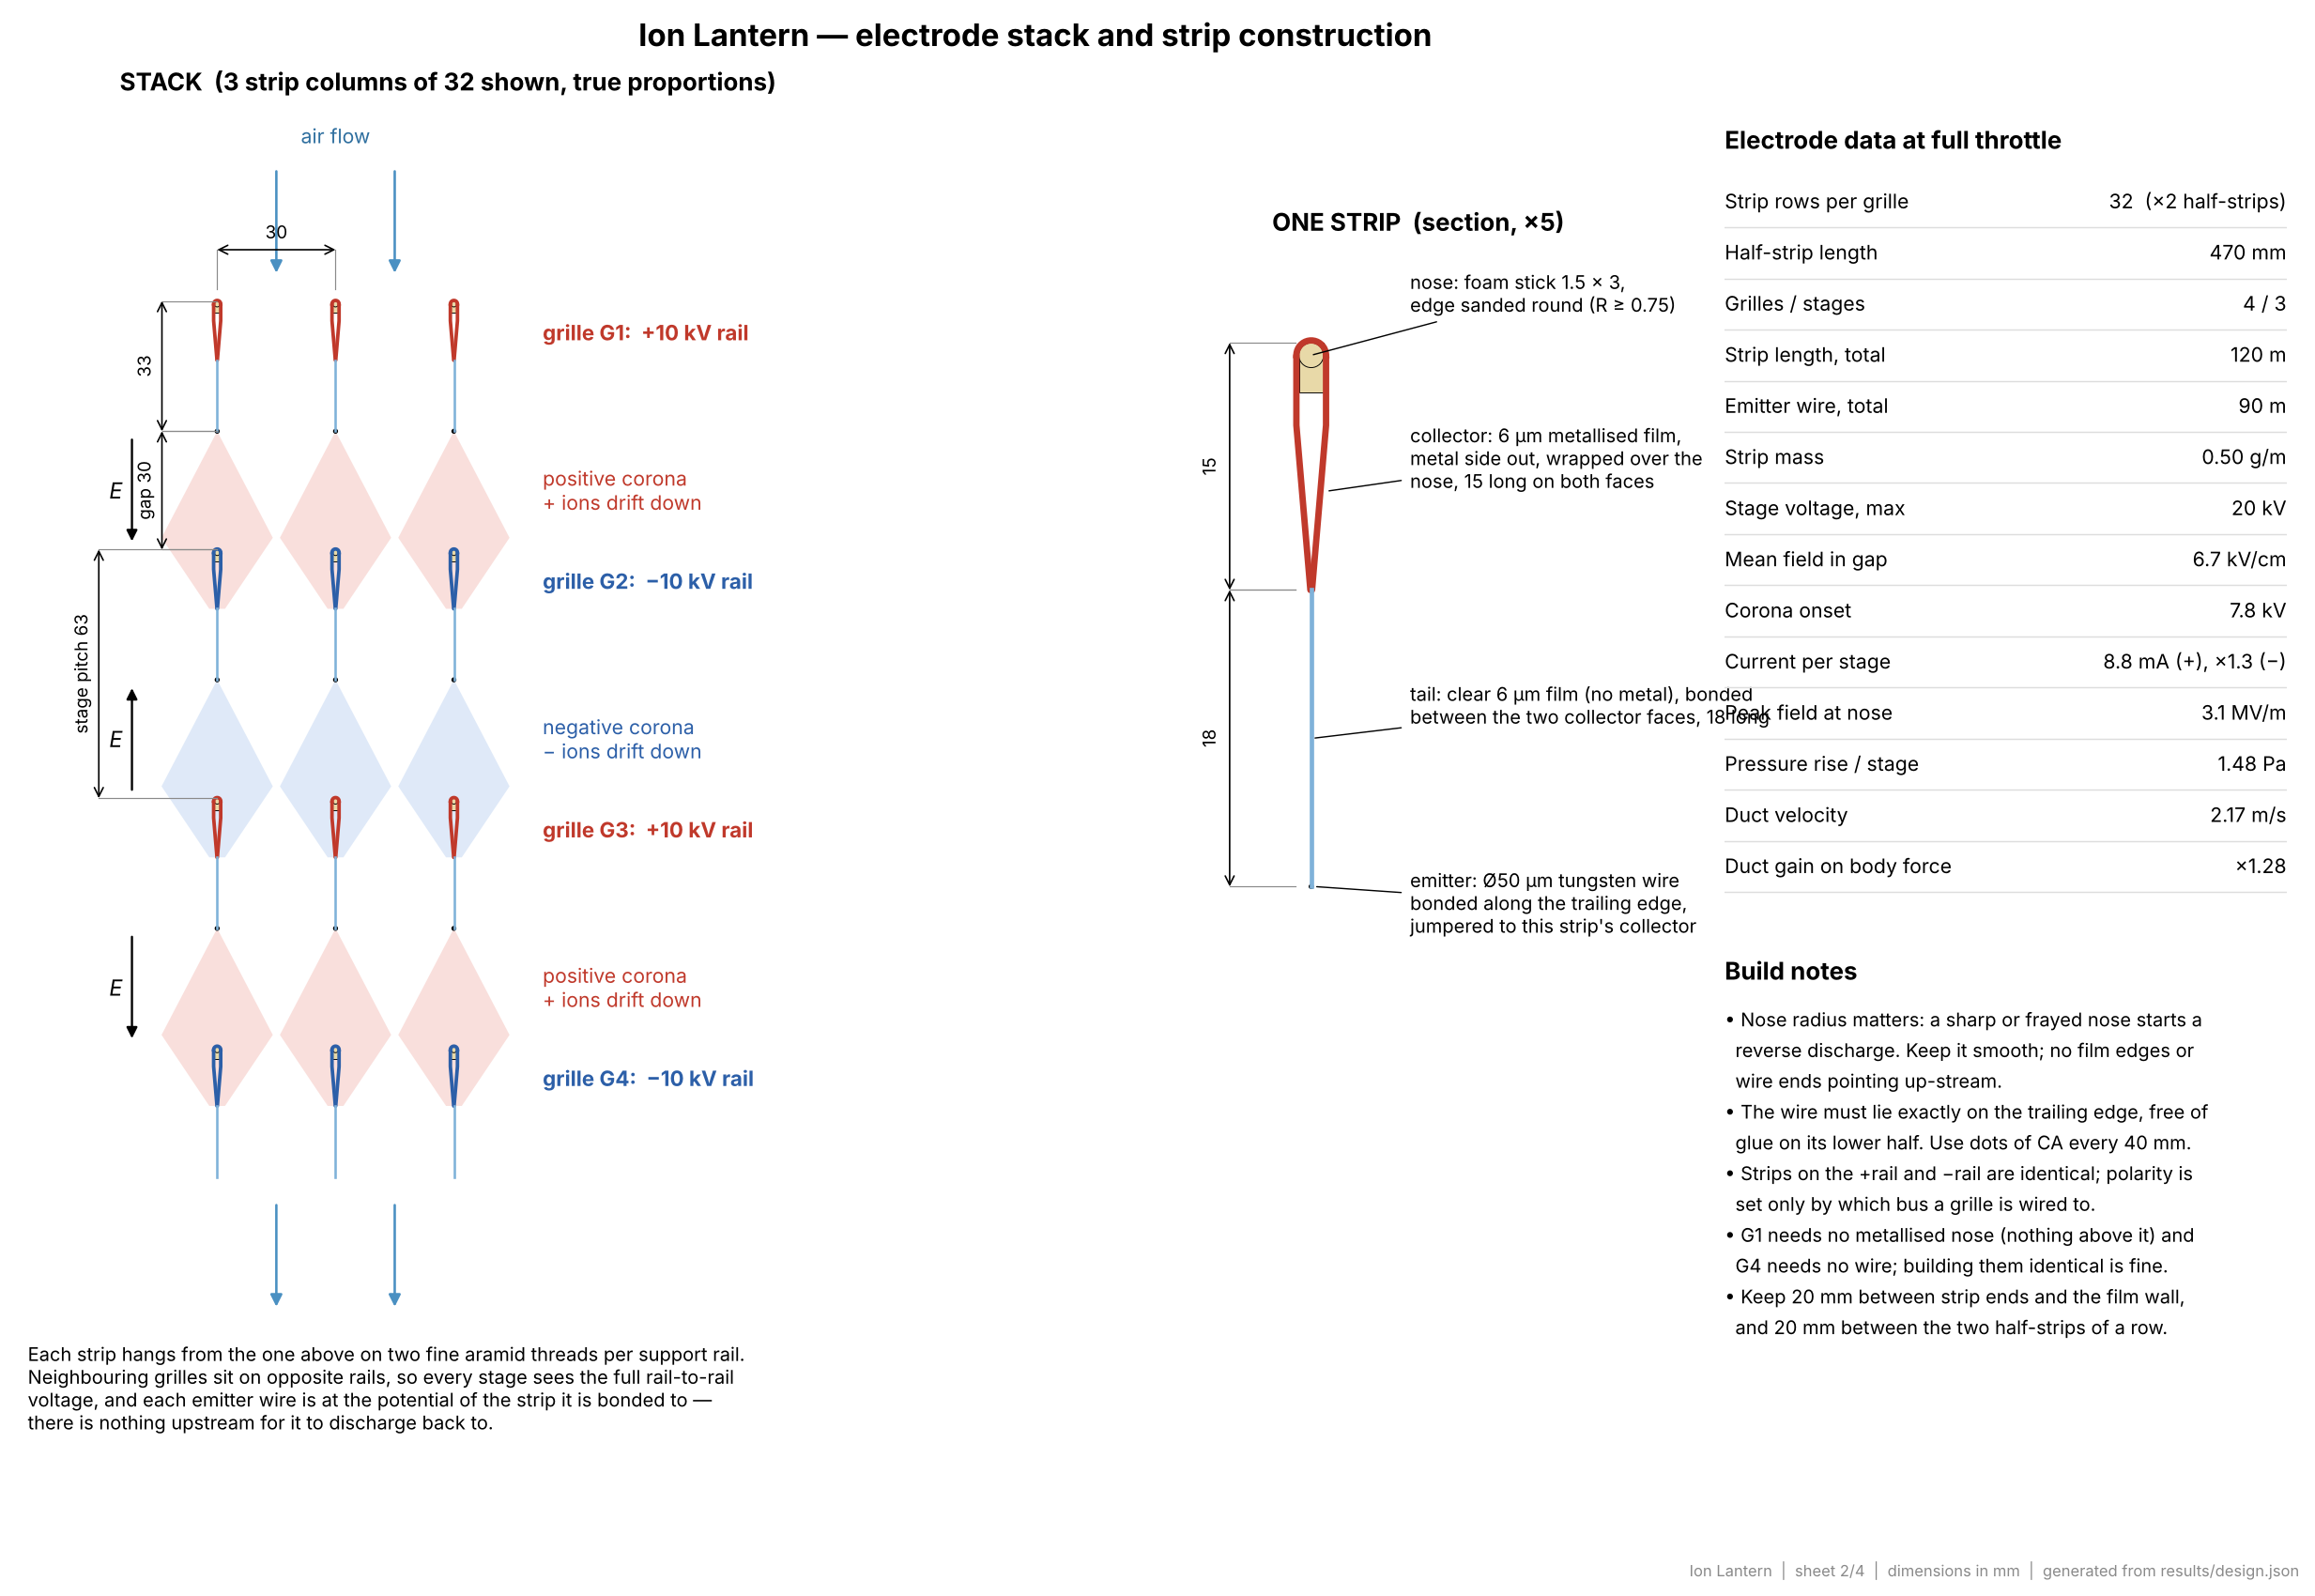 Ion Lantern — electrode stack and strip construction
STACK (3 strip columns of 32 shown, true proportions)
air flow
30
33
grille G1: +10 kV rail
E
gap 30
positive corona
+ ions drift down
grille G2: −10 kV rail
stage pitch 63
E
negative corona
− ions drift down
grille G3: +10 kV rail
E
positive corona
+ ions drift down
grille G4: −10 kV rail
Each strip hangs from the one above on two fine aramid threads per support rail.
Neighbouring grilles sit on opposite rails, so every stage sees the full rail-to-rail
voltage, and each emitter wire is at the potential of the strip it is bonded to —
there is nothing upstream for it to discharge back to.
ONE STRIP (section, ×5)
nose: foam stick 1.5 × 3,
edge sanded round (R ≥ 0.75)
15
collector: 6 µm metallised film,
metal side out, wrapped over the
nose, 15 long on both faces
18
tail: clear 6 µm film (no metal), bonded
between the two collector faces, 18 long
emitter: Ø50 µm tungsten wire
bonded along the trailing edge,
jumpered to this strip's collector
Electrode data at full throttle
Strip rows per grille 32 (×2 half-strips)
Half-strip length 470 mm
Grilles / stages 4 / 3
Strip length, total 120 m
Emitter wire, total 90 m
Strip mass 0.50 g/m
Stage voltage, max 20 kV
Mean field in gap 6.7 kV/cm
Corona onset 7.8 kV
Current per stage 8.8 mA (+), ×1.3 (−)
Peak field at nose 3.1 MV/m
Pressure rise / stage 1.48 Pa
Duct velocity 2.17 m/s
Duct gain on body force ×1.28
Build notes
• Nose radius matters: a sharp or frayed nose starts a
reverse discharge. Keep it smooth; no film edges or
wire ends pointing up-stream.
• The wire must lie exactly on the trailing edge, free of
glue on its lower half. Use dots of CA every 40 mm.
• Strips on the +rail and −rail are identical; polarity is
set only by which bus a grille is wired to.
• G1 needs no metallised nose (nothing above it) and
G4 needs no wire; building them identical is fine.
• Keep 20 mm between strip ends and the film wall,
and 20 mm between the two half-strips of a row.
Ion Lantern | sheet 2/4 | dimensions in mm | generated from results/design.json